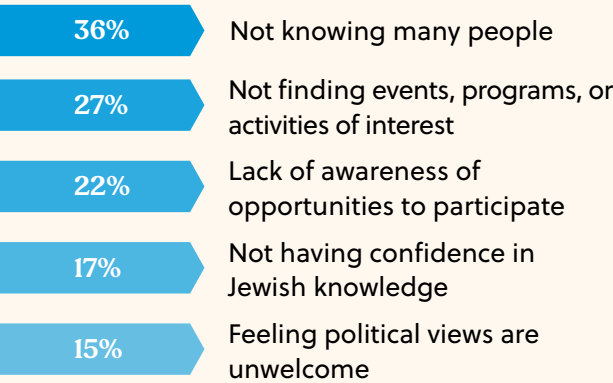 36% Not knowing many people
27% Not finding events, programs, or
activities of interest
22% Lack of awareness of
opportunities to participate
17% Not having confidence in
Jewish knowledge
15% Feeling political views are
unwelcome